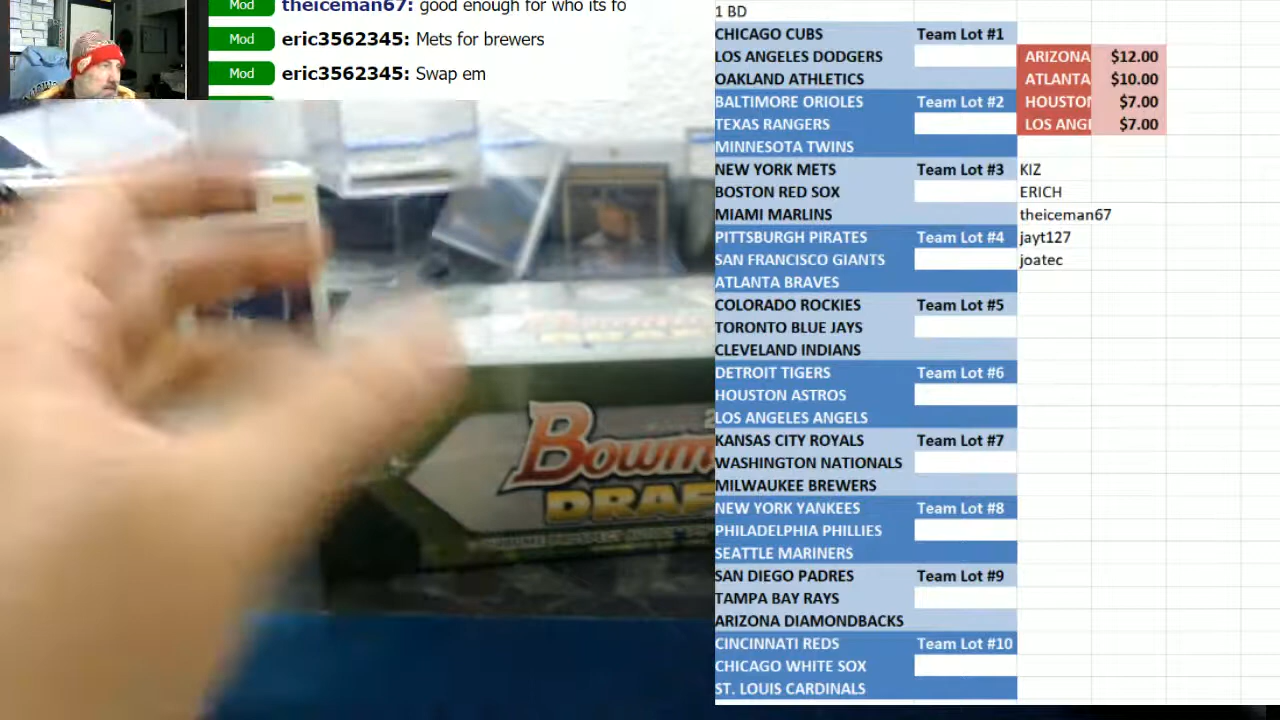 Mod theiceman67: good enough for who its fo
Mod eric3562345: Mets for brewers
Mod eric3562345: Swap em
1 BD
CHICAGO CUBS Team Lot #1
LOS ANGELES DODGERS ARIZONA $12.00
OAKLAND ATHLETICS ATLANTA $10.00
BALTIMORE ORIOLES Team Lot #2 HOUSTON $7.00
TEXAS RANGERS LOS ANGE $7.00
MINNESOTA TWINS
NEW YORK METS Team Lot #3 KIZ
BOSTON RED SOX ERICH
MIAMI MARLINS theiceman67
PITTSBURGH PIRATES Team Lot #4 jayt127
SAN FRANCISCO GIANTS joatec
ATLANTA BRAVES
COLORADO ROCKIES Team Lot #5
TORONTO BLUE JAYS
CLEVELAND INDIANS
DETROIT TIGERS Team Lot #6
HOUSTON ASTROS
LOS ANGELES ANGELS
KANSAS CITY ROYALS Team Lot #7
WASHINGTON NATIONALS
MILWAUKEE BREWERS
NEW YORK YANKEES Team Lot #8
PHILADELPHIA PHILLIES
SEATTLE MARINERS
SAN DIEGO PADRES Team Lot #9
TAMPA BAY RAYS
ARIZONA DIAMONDBACKS
CINCINNATI REDS Team Lot #10
CHICAGO WHITE SOX
ST. LOUIS CARDINALS
Bowm
DRAF